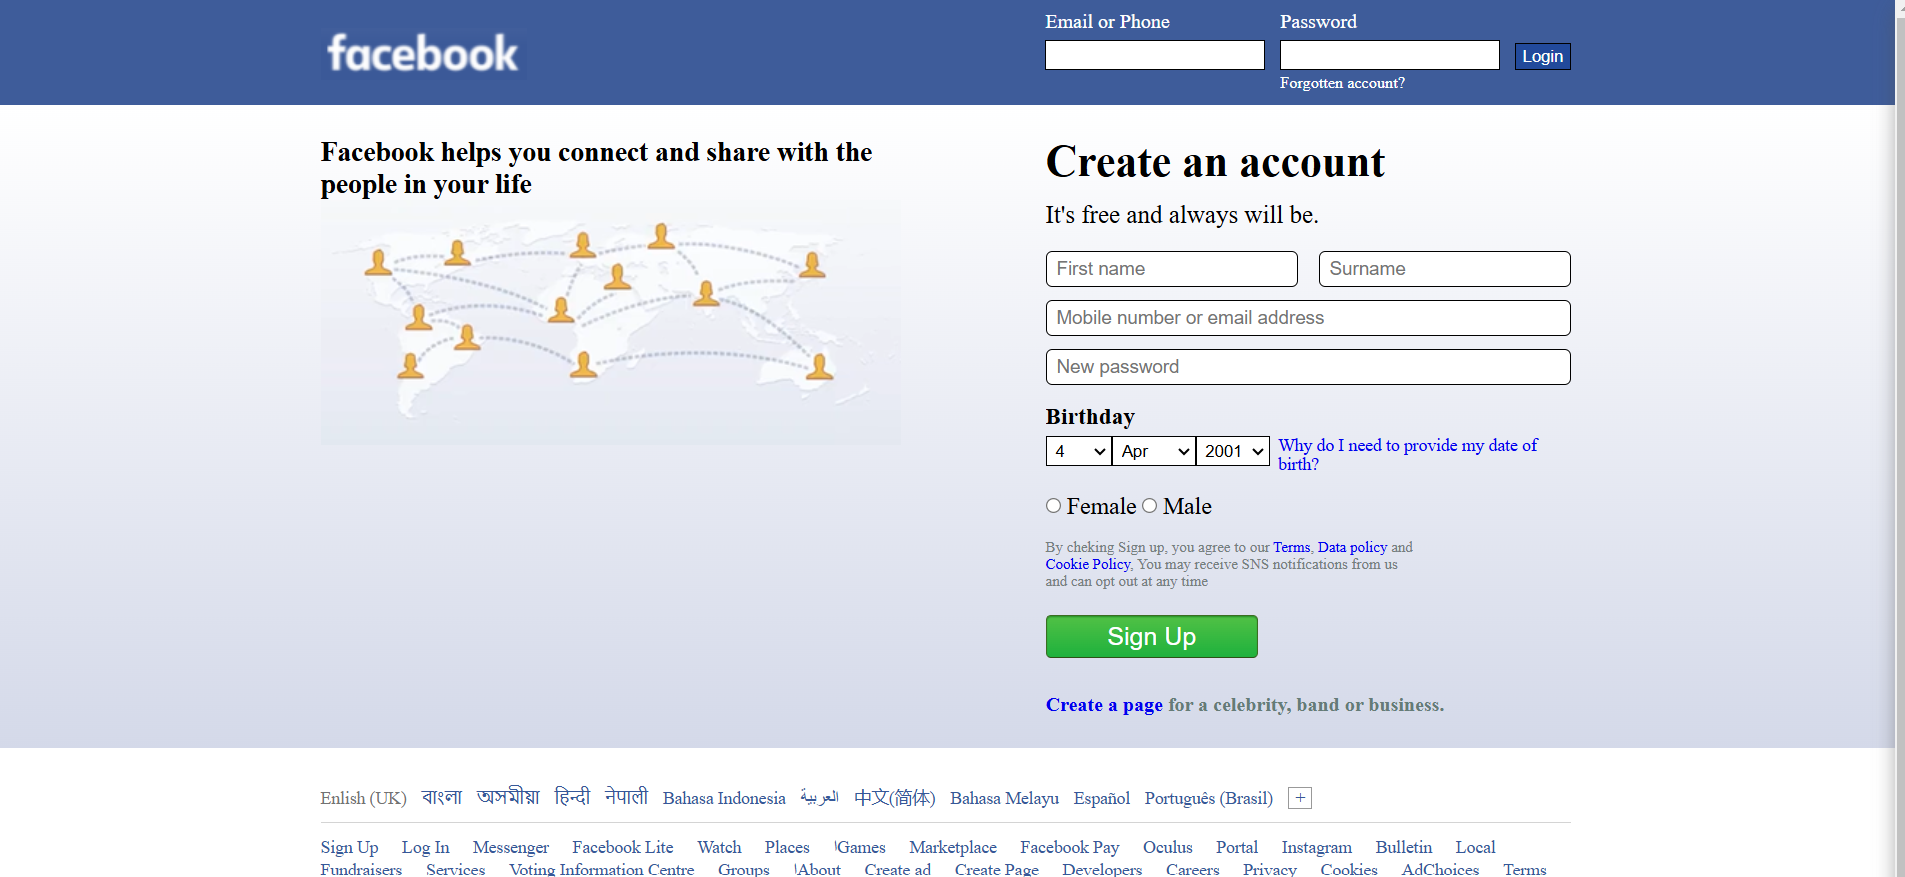 facebook
Email or Phone
Password
Login
Forgotten account?
Facebook helps you connect and share with the
people in your life
Create an account
It's free and always will be.
First name
Surname
Mobile number or email address
New password
Birthday
4 Apr 2001
Why do I need to provide my date of
birth?
Female Male
By cheking Sign up, you agree to our Terms, Data policy and
Cookie Policy, You may receive SNS notifications from us
and can opt out at any time
Sign Up
Create a page for a celebrity, band or business.
Enlish (UK) বাংলা অসমীয়া हिन्दी नेपाली Bahasa Indonesia العربية 中文(简体) Bahasa Melayu Español Português (Brasil) +
Sign Up Log In Messenger Facebook Lite Watch Places اGames Marketplace Facebook Pay Oculus Portal Instagram Bulletin Local
Fundraisers Services Voting Information Centre Groups اAbout Create ad Create Page Developers Careers Privacy Cookies AdChoices Terms